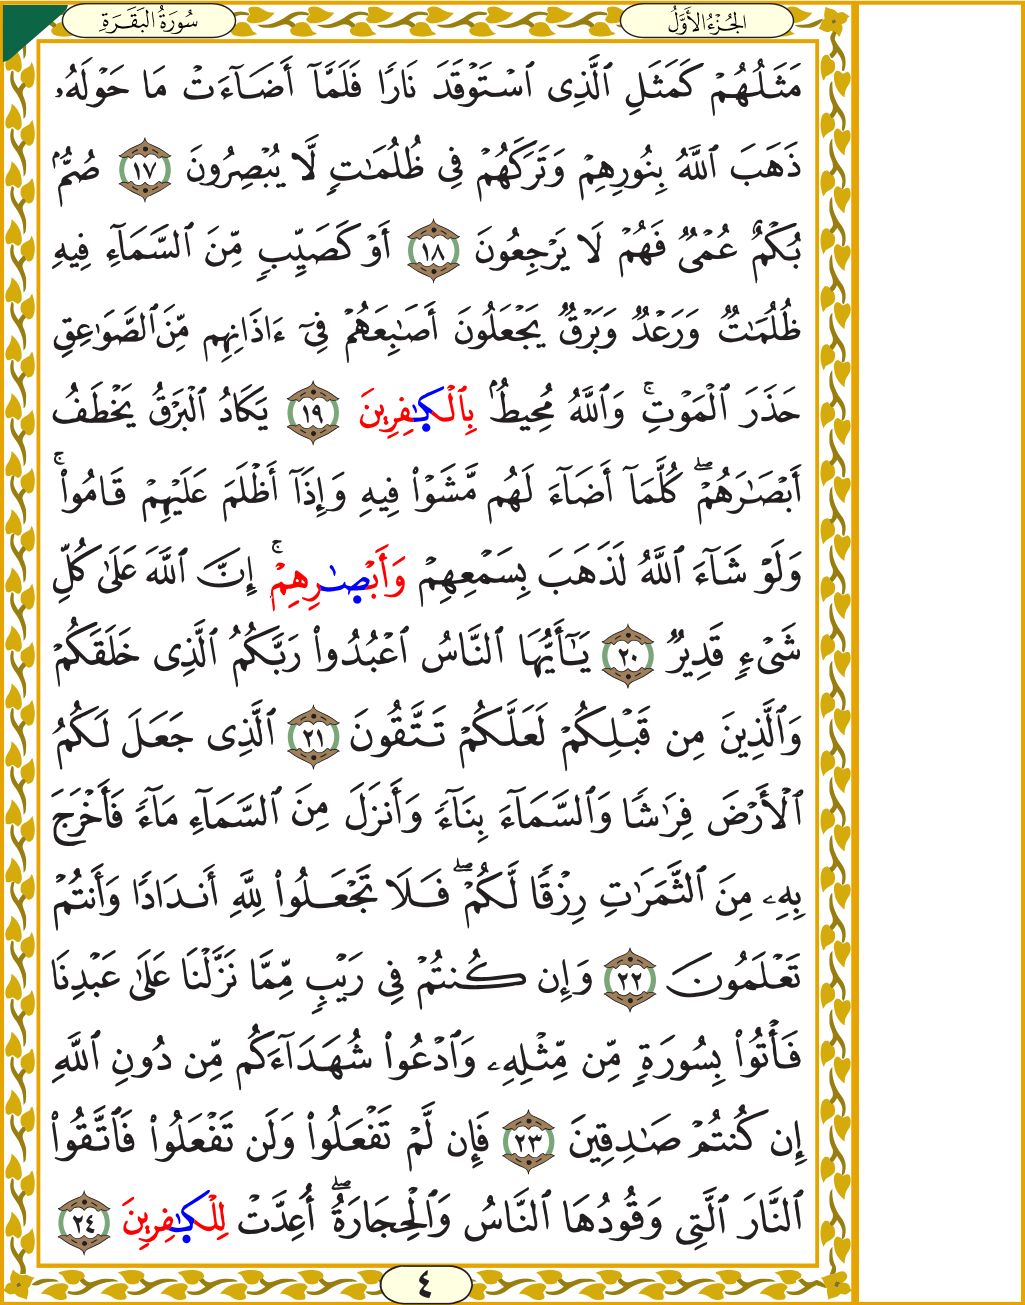 الجُزْءُ الأَوَّلُ
سُورَةُ البَقَرَةِ
مَثَلُهُمْ كَمَثَلِ ٱلَّذِى ٱسْتَوْقَدَ نَارًا فَلَمَّآ أَضَآءَتْ مَا حَوْلَهُۥ
ذَهَبَ ٱللَّهُ بِنُورِهِمْ وَتَرَكَهُمْ فِى ظُلُمَـٰتٍ لَّا يُبْصِرُونَ ١٧ صُمٌّۢ
بُكْمٌ عُمْىٌ فَهُمْ لَا يَرْجِعُونَ ١٨ أَوْ كَصَيِّبٍ مِّنَ ٱلسَّمَآءِ فِيهِ
ظُلُمَـٰتٌ وَرَعْدٌ وَبَرْقٌ يَجْعَلُونَ أَصَـٰبِعَهُمْ فِىٓ ءَاذَانِهِم مِّنَ ٱلصَّوَٰعِقِ
حَذَرَ ٱلْمَوْتِ ۚ وَٱللَّهُ مُحِيطٌۢ بِٱلْكَـٰفِرِينَ ١٩ يَكَادُ ٱلْبَرْقُ يَخْطَفُ
أَبْصَـٰرَهُمْ ۖ كُلَّمَآ أَضَآءَ لَهُم مَّشَوْا۟ فِيهِ وَإِذَآ أَظْلَمَ عَلَيْهِمْ قَامُوا۟ ۚ
وَلَوْ شَآءَ ٱللَّهُ لَذَهَبَ بِسَمْعِهِمْ وَأَبْصَـٰرِهِمْ ۚ إِنَّ ٱللَّهَ عَلَىٰ كُلِّ
شَىْءٍ قَدِيرٌ ٢٠ يَـٰٓأَيُّهَا ٱلنَّاسُ ٱعْبُدُوا۟ رَبَّكُمُ ٱلَّذِى خَلَقَكُمْ
وَٱلَّذِينَ مِن قَبْلِكُمْ لَعَلَّكُمْ تَتَّقُونَ ٢١ ٱلَّذِى جَعَلَ لَكُمُ
ٱلْأَرْضَ فِرَٰشًا وَٱلسَّمَآءَ بِنَآءً وَأَنزَلَ مِنَ ٱلسَّمَآءِ مَآءً فَأَخْرَجَ
بِهِۦ مِنَ ٱلثَّمَرَٰتِ رِزْقًا لَّكُمْ ۖ فَلَا تَجْعَلُوا۟ لِلَّهِ أَندَادًا وَأَنتُمْ
تَعْلَمُونَ ٢٢ وَإِن كُنتُمْ فِى رَيْبٍ مِّمَّا نَزَّلْنَا عَلَىٰ عَبْدِنَا
فَأْتُوا۟ بِسُورَةٍ مِّن مِّثْلِهِۦ وَٱدْعُوا۟ شُهَدَآءَكُم مِّن دُونِ ٱللَّهِ
إِن كُنتُمْ صَـٰدِقِينَ ٢٣ فَإِن لَّمْ تَفْعَلُوا۟ وَلَن تَفْعَلُوا۟ فَٱتَّقُوا۟
ٱلنَّارَ ٱلَّتِى وَقُودُهَا ٱلنَّاسُ وَٱلْحِجَارَةُ ۖ أُعِدَّتْ لِلْكَـٰفِرِينَ ٢٤
٤